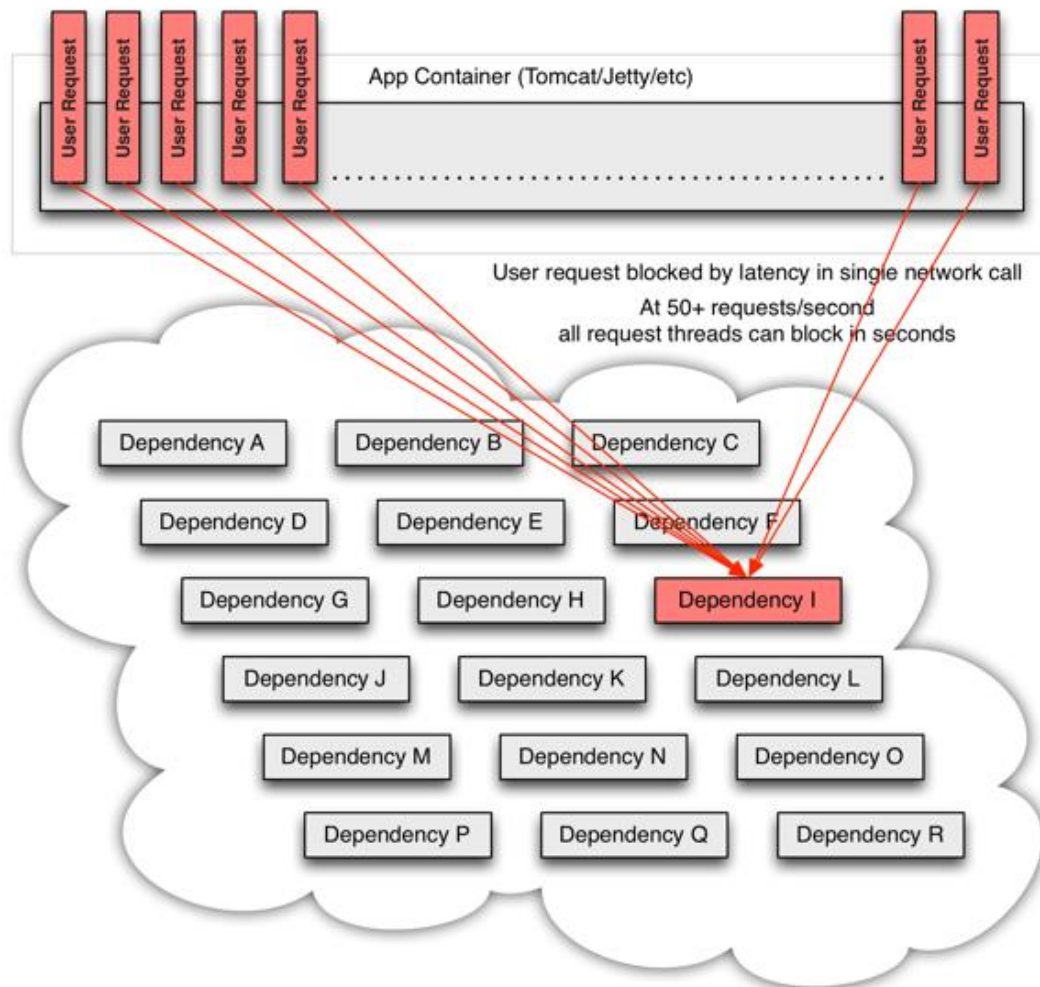 User Request
User Request
User Request
User Request
User Request
User Request
User Request
App Container (Tomcat/Jetty/etc)
User request blocked by latency in single network call
At 50+ requests/second
all request threads can block in seconds
Dependency A
Dependency B
Dependency C
Dependency D
Dependency E
Dependency F
Dependency G
Dependency H
Dependency I
Dependency J
Dependency K
Dependency L
Dependency M
Dependency N
Dependency O
Dependency P
Dependency Q
Dependency R